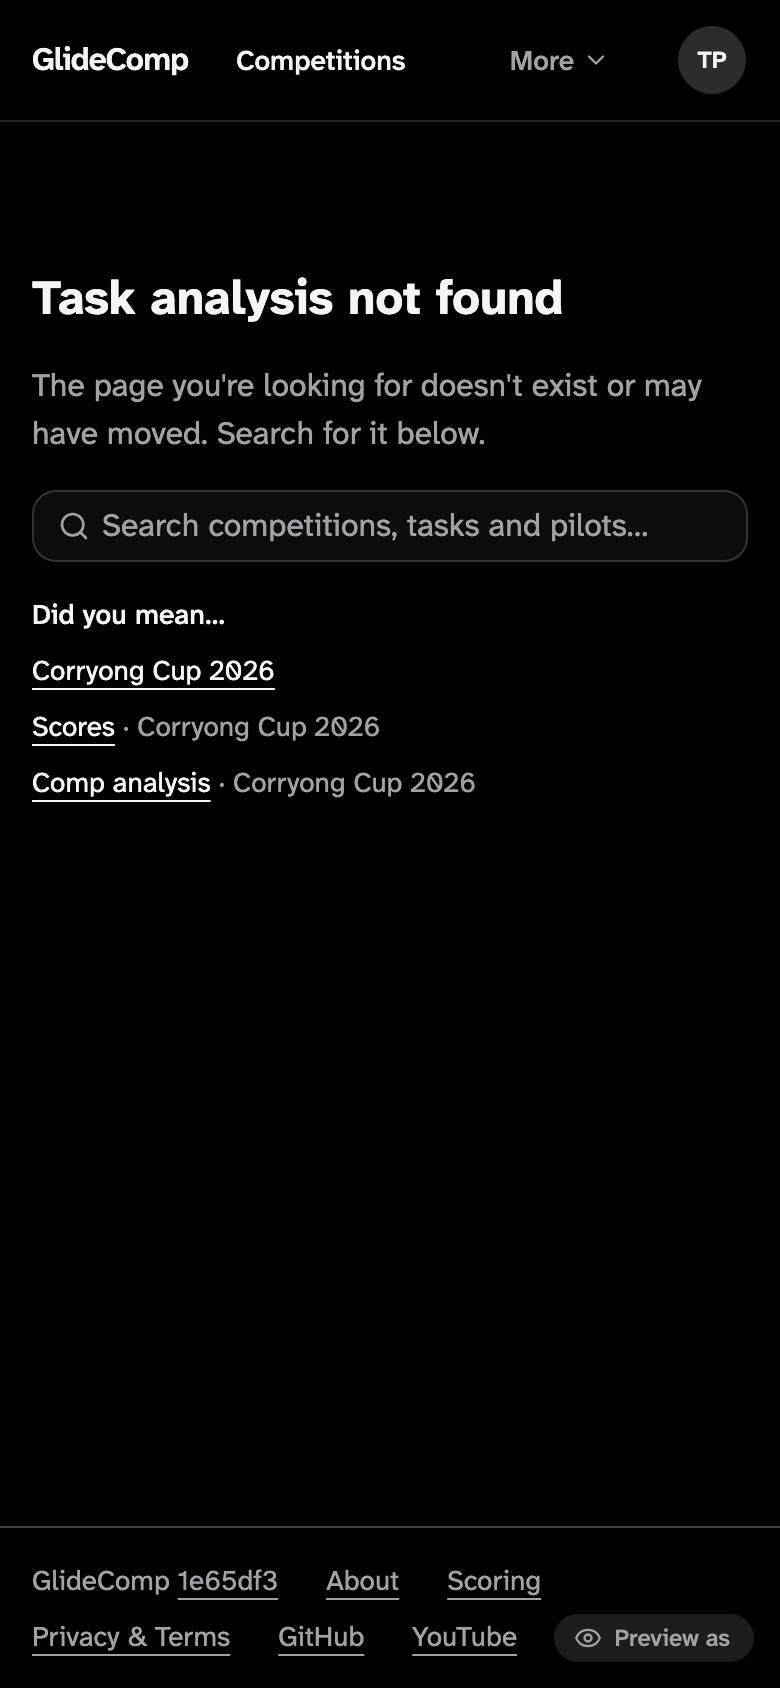 GlideComp Competitions More TP
Task analysis not found
The page you're looking for doesn't exist or may
have moved. Search for it below.
Search competitions, tasks and pilots...
Did you mean...
Corryong Cup 2026
Scores · Corryong Cup 2026
Comp analysis · Corryong Cup 2026
GlideComp 1e65df3 About Scoring
Privacy & Terms GitHub YouTube Preview as